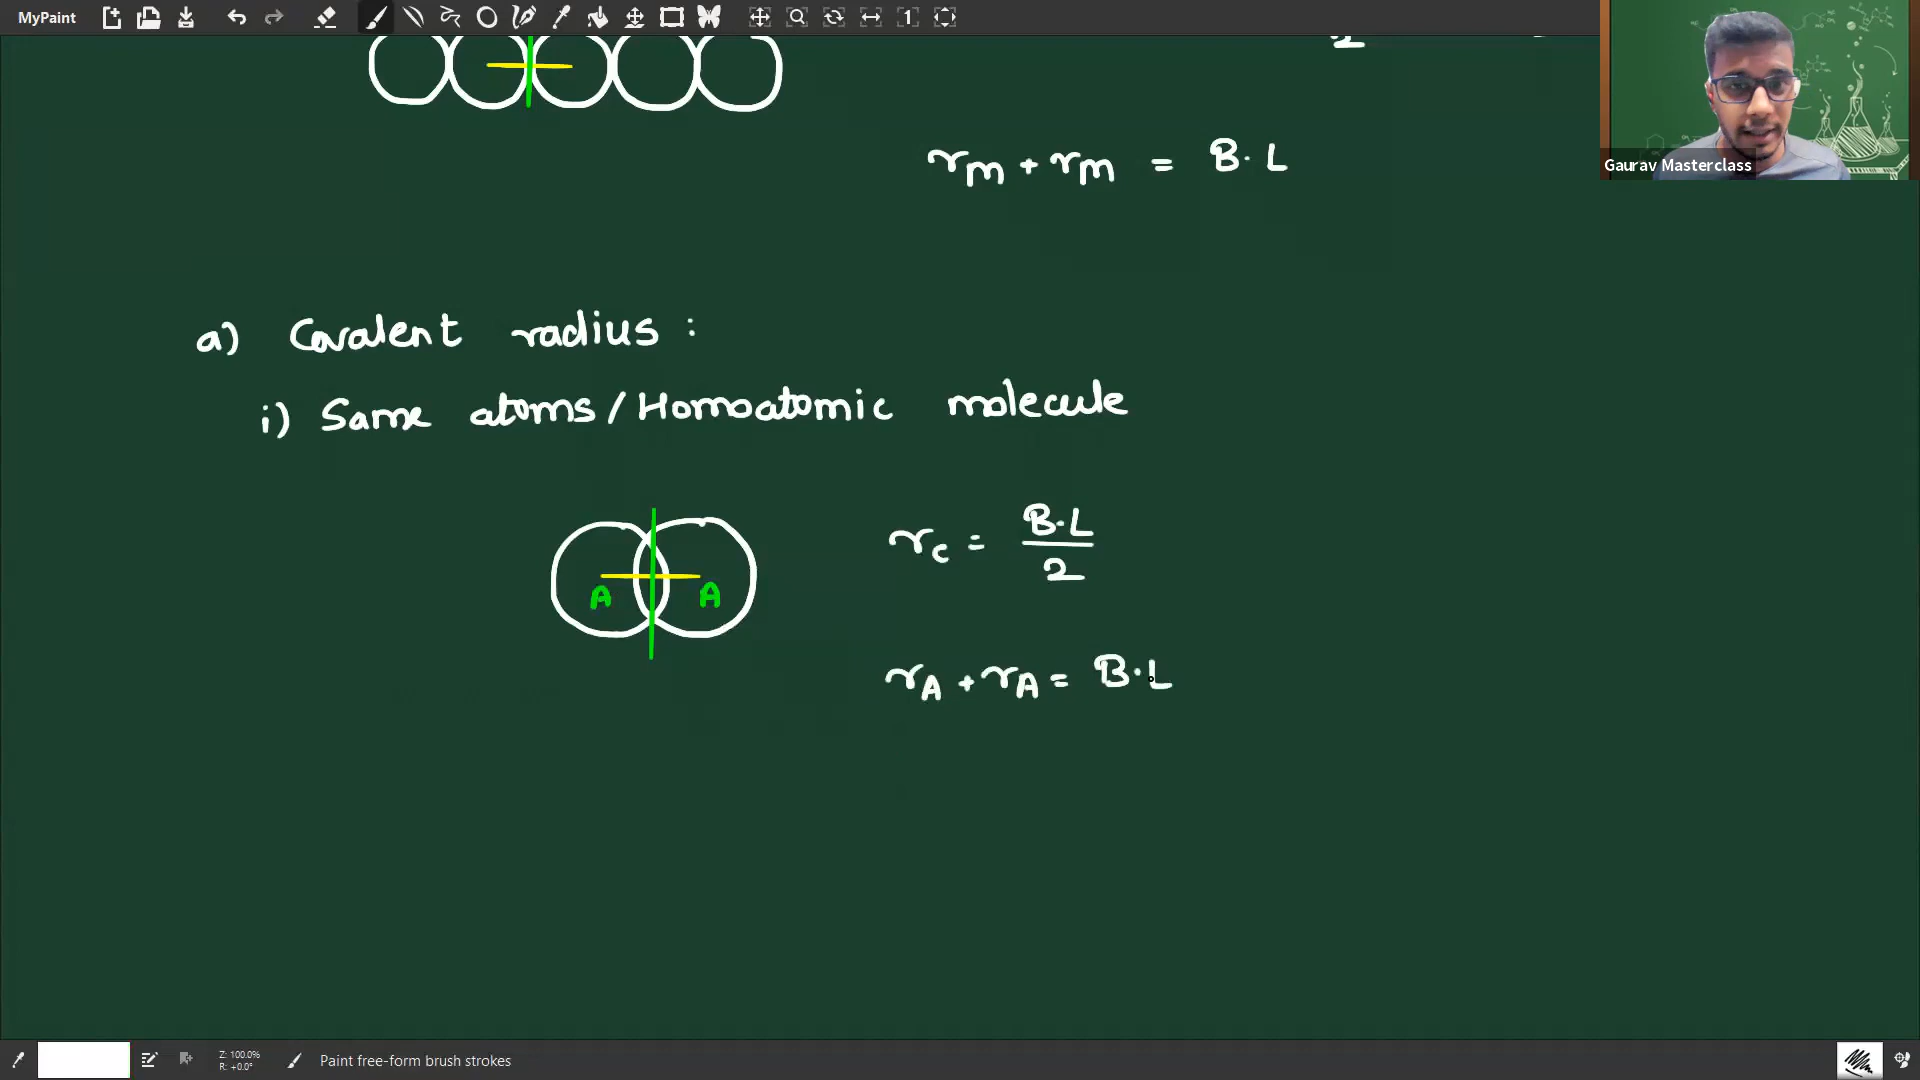 MyPaint
Gaurav Masterclass
rm + rm = B.L
a) Covalent radius :
i) Same atoms / Homoatomic molecule
A A
rc = B.L
2
rA + rA = B.L
Z: 100.0%
R: +0.0°
Paint free-form brush strokes